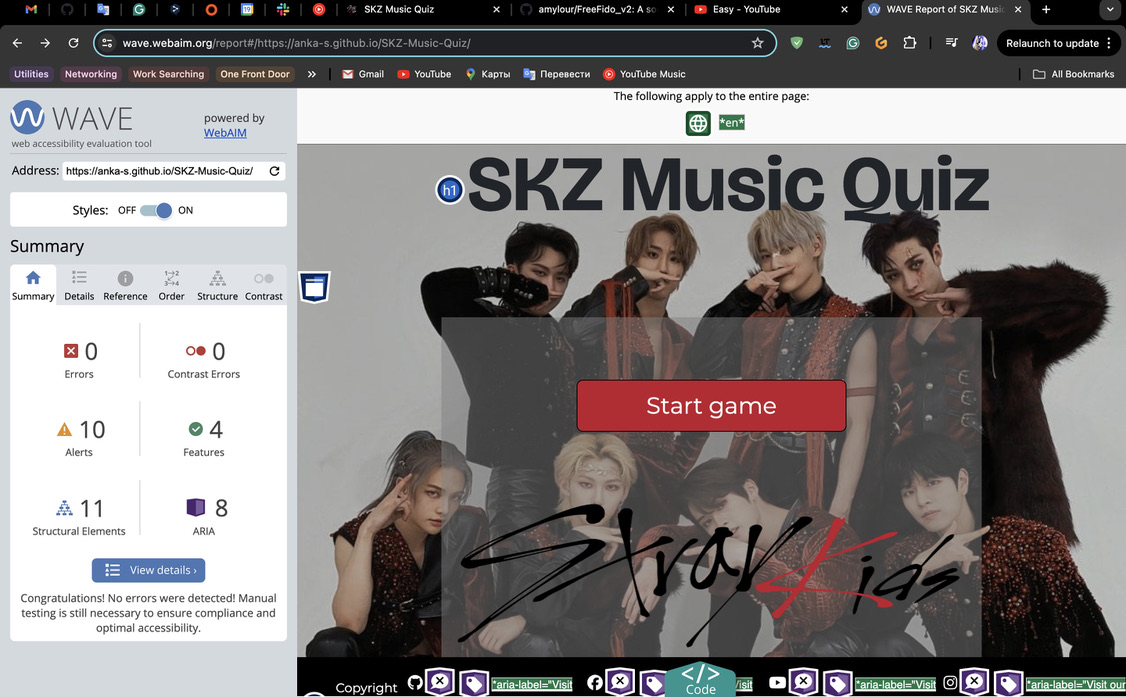 SKZ Music Quiz
amylour/FreeFido_v2: A so
Easy - YouTube
WAVE Report of SKZ Music
wave.webaim.org/report#/https://anka-s.github.io/SKZ-Music-Quiz/
Relaunch to update
Utilities
Networking
Work Searching
One Front Door
Gmail
YouTube
Карты
Перевести
YouTube Music
All Bookmarks
WAVE
web accessibility evaluation tool
powered by
WebAIM
Address: https://anka-s.github.io/SKZ-Music-Quiz/
Styles: OFF ON
Summary
Summary Details Reference Order Structure Contrast
0
Errors
0
Contrast Errors
10
Alerts
4
Features
11
Structural Elements
8
ARIA
View details ›
Congratulations! No errors were detected! Manual
testing is still necessary to ensure compliance and
optimal accessibility.
The following apply to the entire page:
*en*
h1
SKZ Music Quiz
Start game
Stray Kids
Copyright
*aria-label="Visit
</>
Code
visit
*aria-label="Visit
*aria-label="Visit our